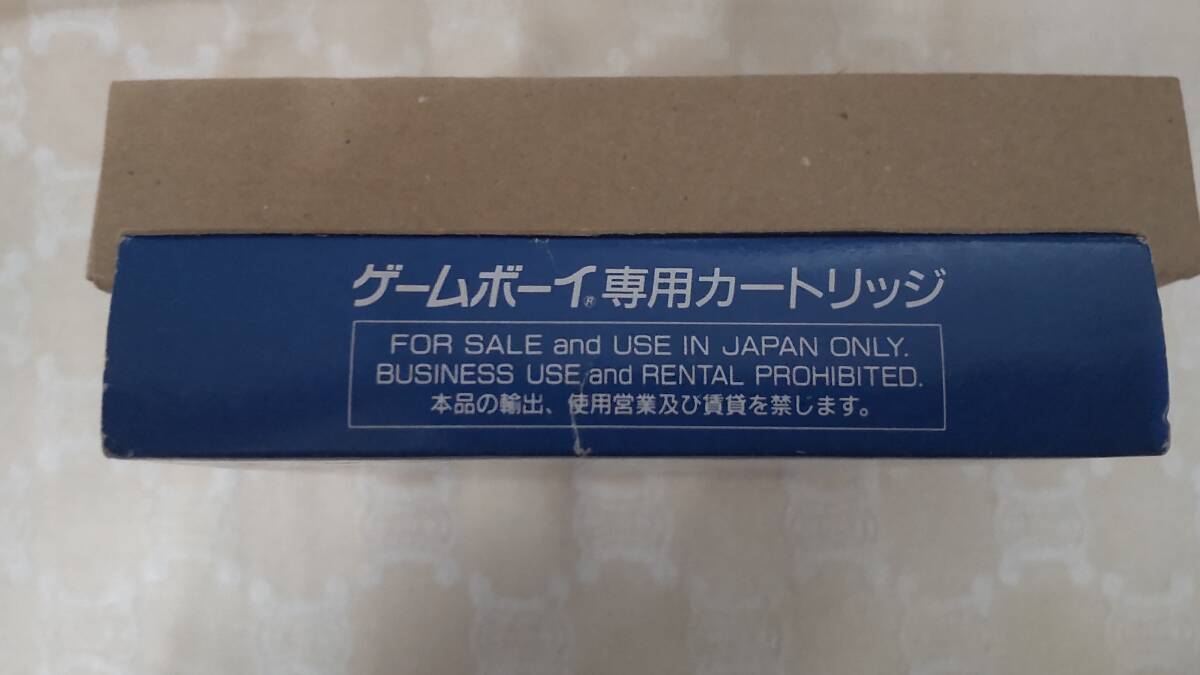 ゲームボーイ® 専用カートリッジ
FOR SALE and USE IN JAPAN ONLY.
BUSINESS USE and RENTAL PROHIBITED.
本品の輸出、使用営業及び賃貸を禁じます。